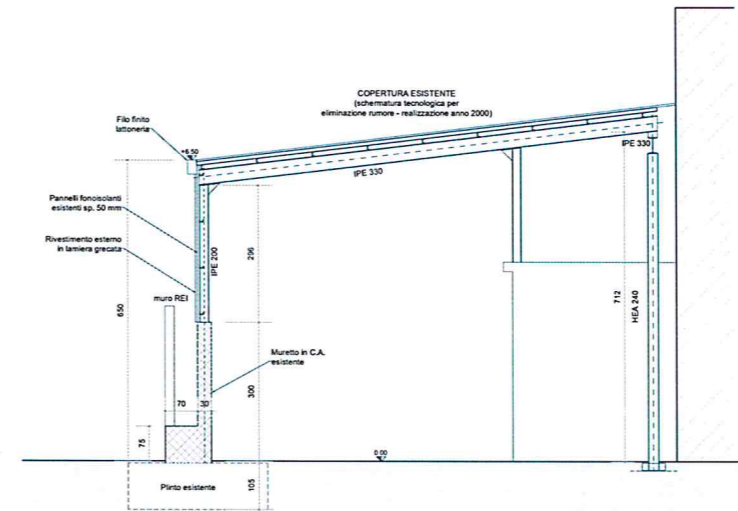 COPERTURA ESISTENTE
(schermatura tecnologica per
eliminazione rumore - realizzazione anno 2000)
Filo finito
lattoneria
+6.50
IPE 330
IPE 330
Pannelli fonoisolanti
esistenti sp. 50 mm
Rivestimento esterno
in lamiera grecata
IPE 200
295
muro REI
650
712
HEA 240
Muretto in C.A.
esistente
300
70
30
75
0.00
Plinto esistente
105